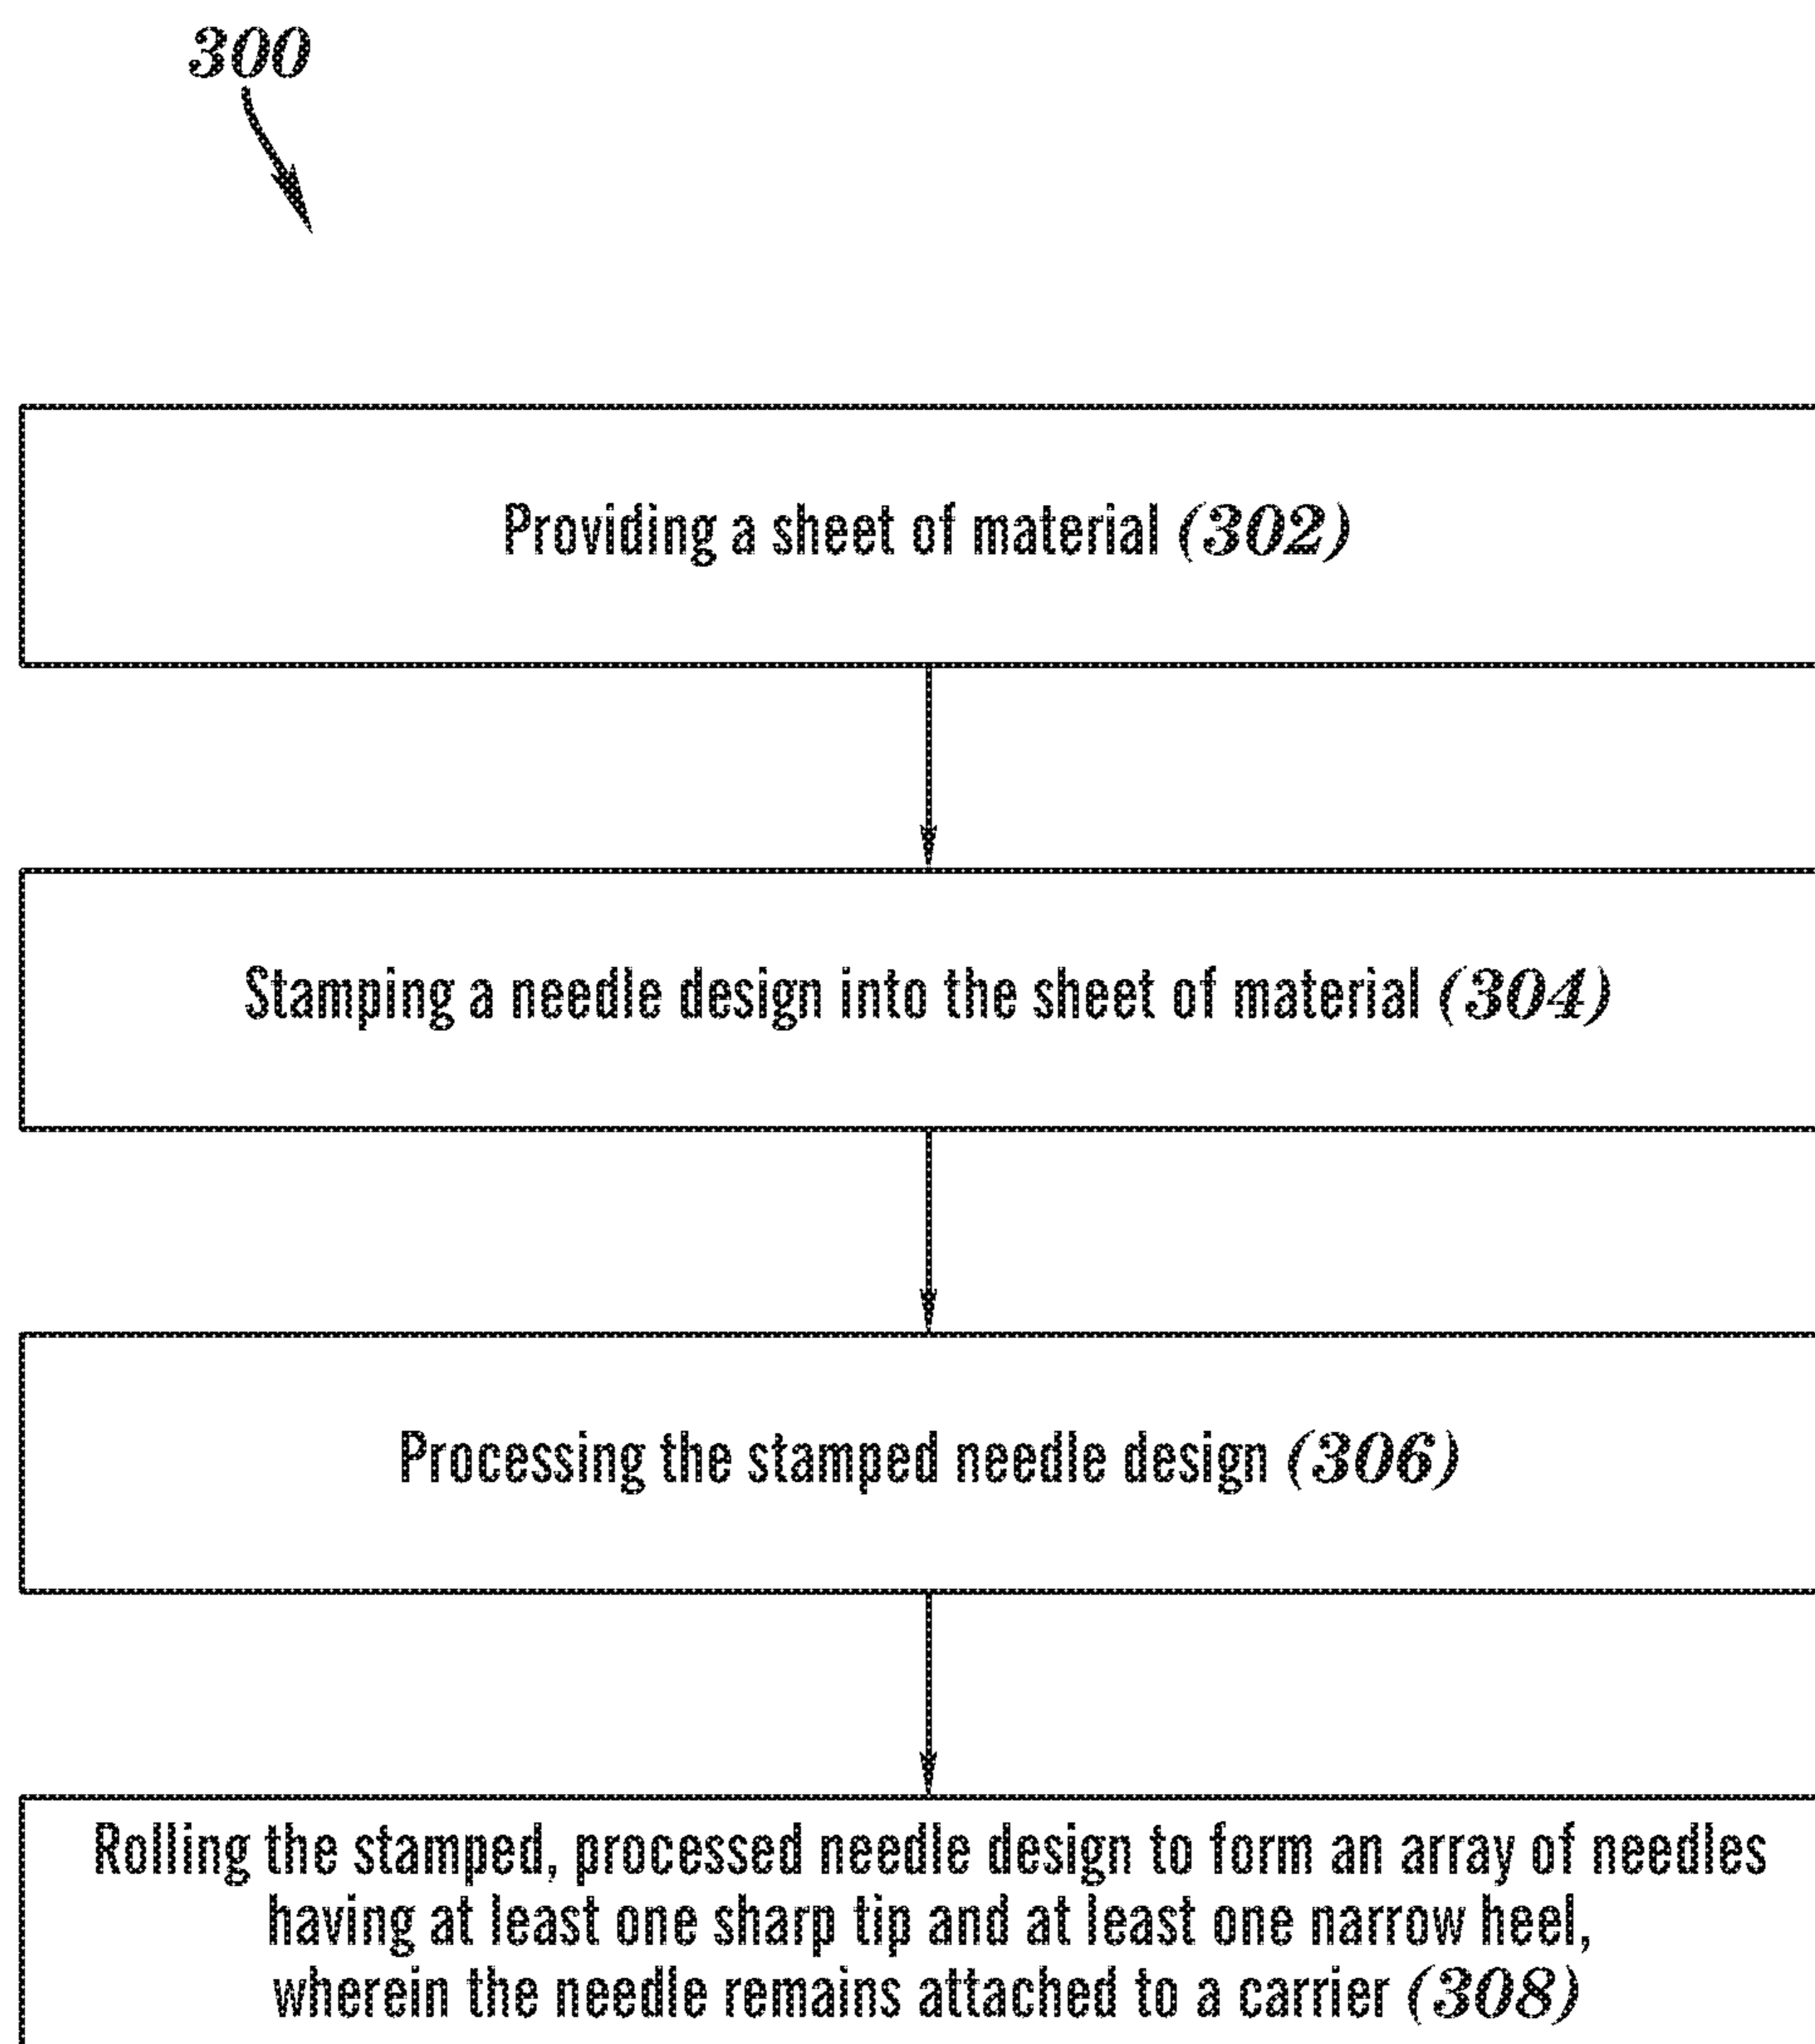 300
Providing a sheet of material (302)
Stamping a needle design into the sheet of material (304)
Processing the stamped needle design (306)
Rolling the stamped, processed needle design to form an array of needles
having at least one sharp tip and at least one narrow heel,
wherein the needle remains attached to a carrier (308)